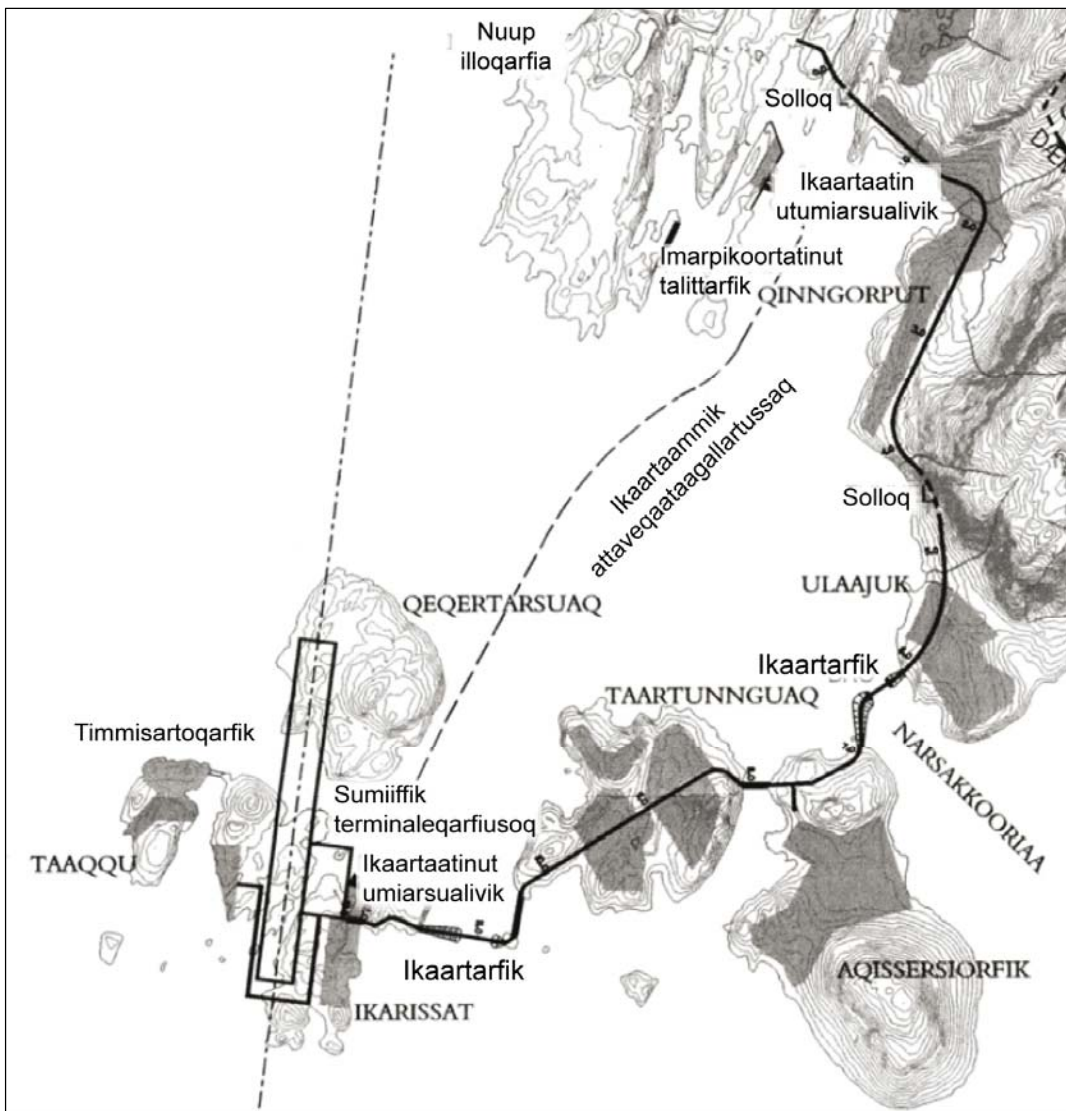 Nuup
illoqarfia
Solloq
Ikaartaatin
utumiarsualivik
Imarpikoortatinut
talittarfik
QINNGORPUT
Ikaartaammik
attaveqaataagallartussaq
Solloq
ULAAJUK
QEQERTARSUAQ
Ikaartarfik
TAARTUNNGUAQ
Timmisartoqarfik
NARSAKKOORIAA
Sumiiffik
terminaleqarfiusoq
TAAQQU
Ikaartaatinut
umiarsualivik
Ikaartarfik
AQISSERSIORFIK
IKARISSAT